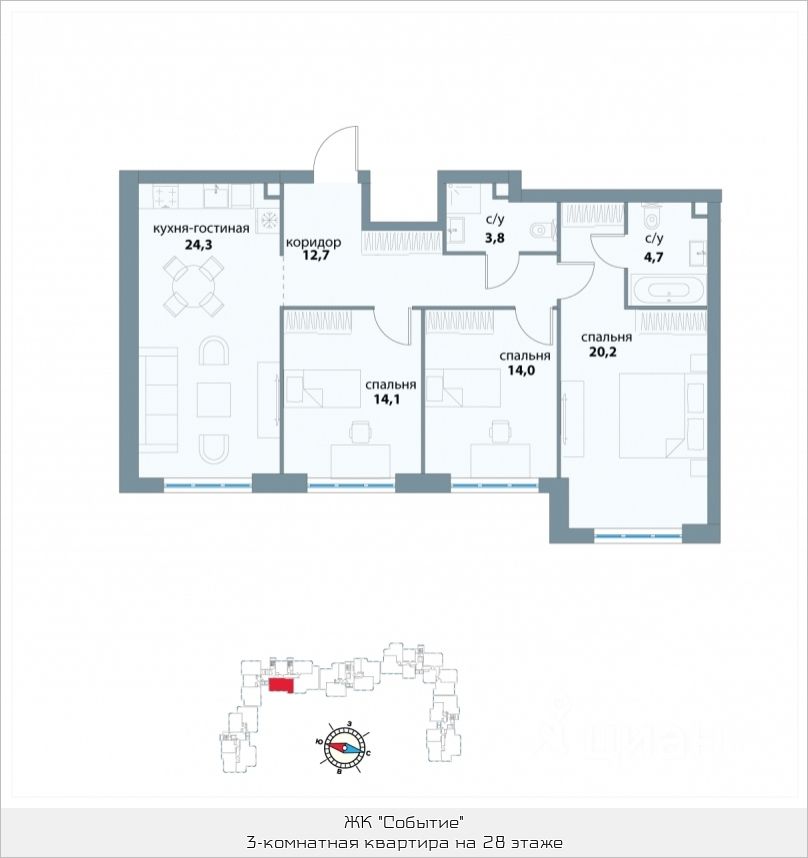 кухня-гостиная
24,3
коридор
12,7
с/у
3,8
с/у
4,7
спальня
14,1
спальня
14,0
спальня
20,2
З
Ю
С
В
Циан
ЖК "Событие"
3-комнатная квартира на 28 этаже